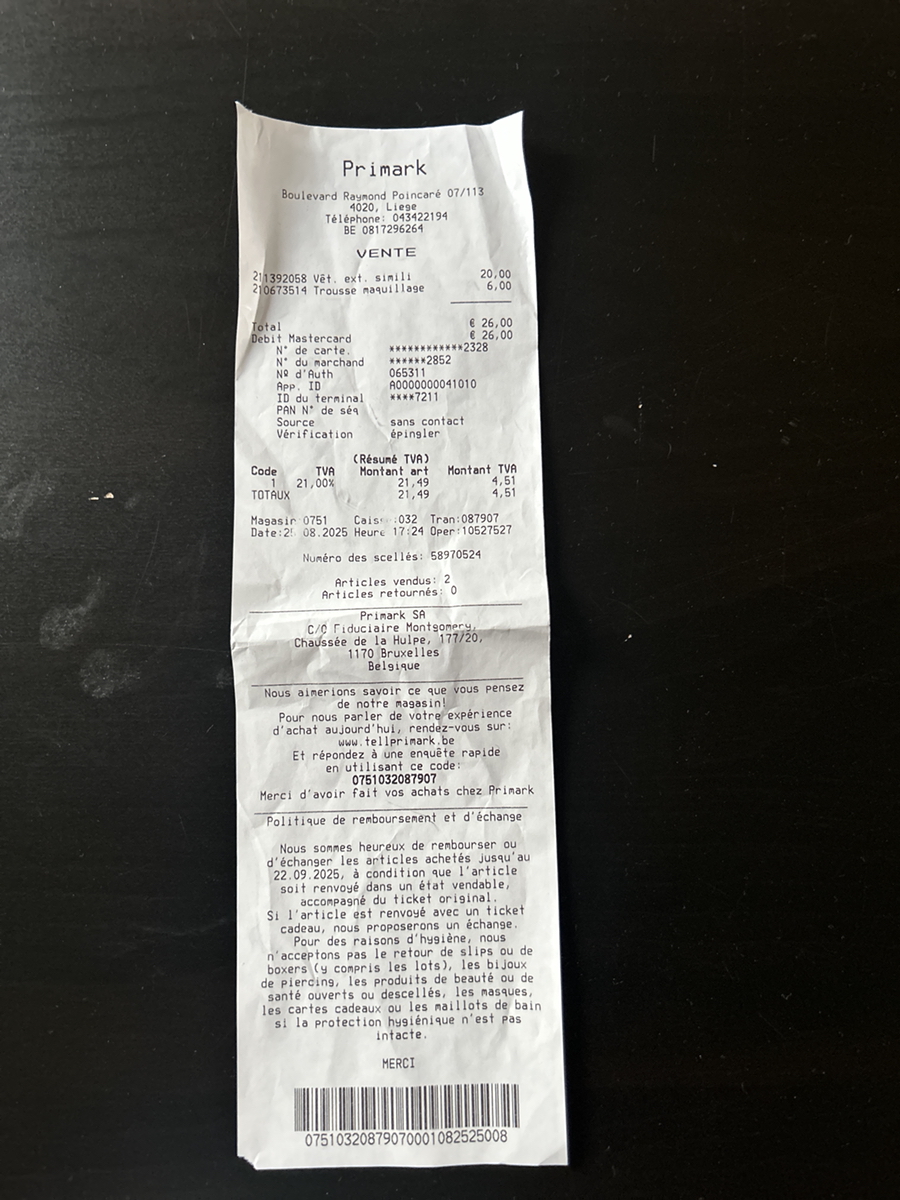 Primark
Boulevard Raymond Poincaré 07/113
4020, Liege
Téléphone: 043422194
BE 0817296264
VENTE
211392058 Vêt. ext. simili 20,00
210673514 Trousse maquillage 6,00
Total € 26,00
Debit Mastercard € 26,00
N° de carte. ************2328
N° du marchand ******2852
Nº d'Auth 065311
App. ID A0000000041010
ID du terminal ****7211
PAN N° de séq
Source sans contact
Vérification épingler
(Résumé TVA)
Code TVA Montant art Montant TVA
1 21,00% 21,49 4,51
TOTAUX 21,49 4,51
Magasin 0751 :032 Tran:087907
08.2025 Heure 17:24 Oper:10527527
Numéro des scellés: 58970524
Articles vendus: 2
Articles retournés: 0
Primark SA
C/O Fiduciaire Montgomery,
Chaussée de la Hulpe, 177/20,
1170 Bruxelles
Belgique
Nous aimerions savoir ce que vous pensez
de notre magasin!
Pour nous parler de votre expérience
d'achat aujourd'hui, rendez-vous sur:
www.tellprimark.be
Et répondez à une enquête rapide
en utilisant ce code:
0751032087907
Merci d'avoir fait vos achats chez Primark
Politique de remboursement et d'échange
Nous sommes heureux de rembourser ou
d'échanger les articles achetés jusqu'au
22.09.2025, à condition que l'article
soit renvoyé dans un état vendable,
accompagné du ticket original.
Si l'article est renvoyé avec un ticket
cadeau, nous proposerons un échange.
Pour des raisons d'hygiène, nous
n'acceptons pas le retour de slips ou de
boxers (y compris les lots), les bijoux
de piercing, les produits de beauté ou de
santé ouverts ou descellés, les masques,
les cartes cadeaux ou les maillots de bain
si la protection hygiénique n'est pas
intacte.
MERCI
07510320879070001082525008